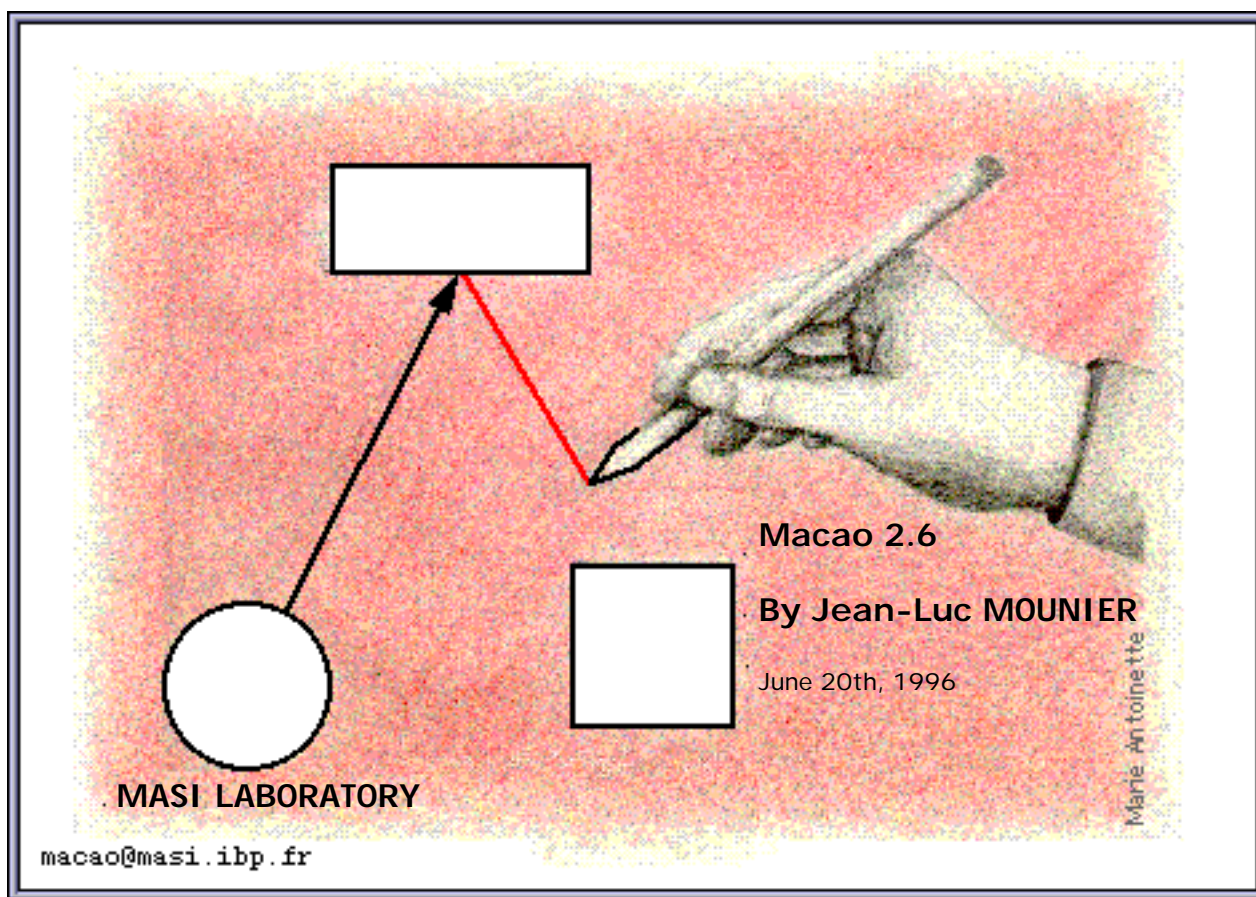 Macao 2.6
By Jean-Luc MOUNIER
June 20th, 1996
Marie Antoinette
MASI LABORATORY
macao@masi.ibp.fr